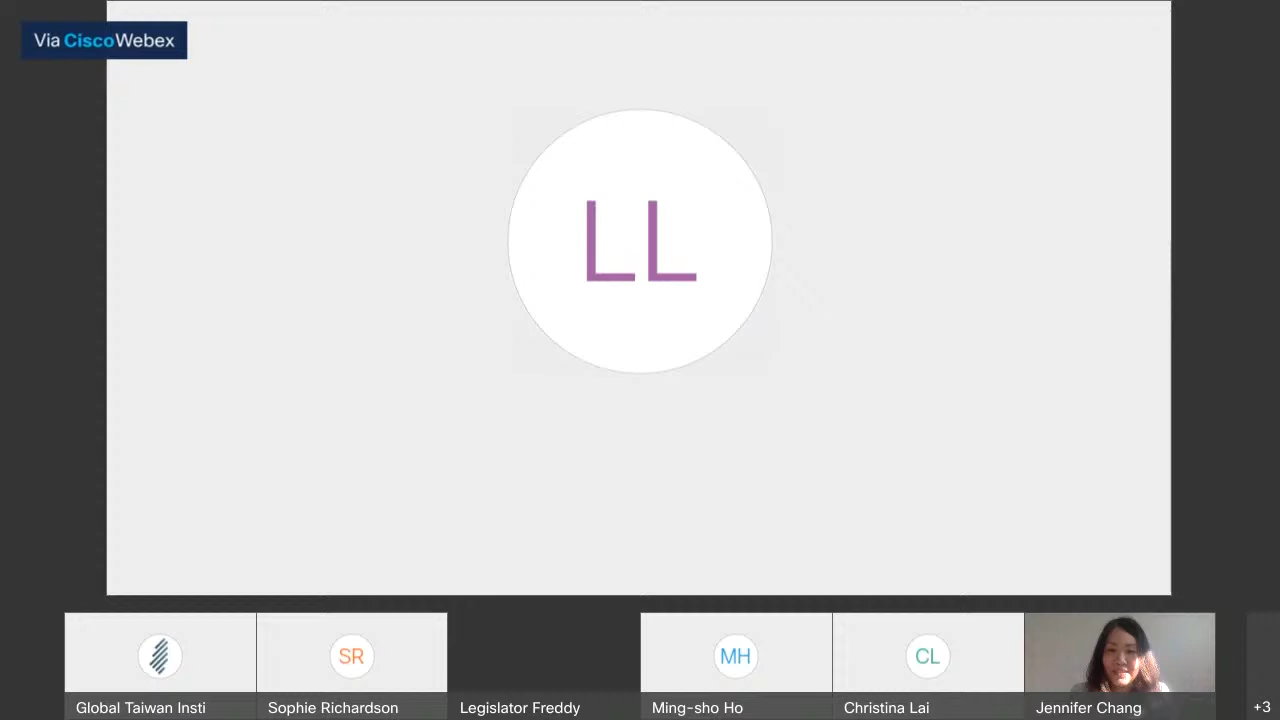 Via CiscoWebex
LL
SR
MH
CL
Global Taiwan Insti
Sophie Richardson
Legislator Freddy
Ming-sho Ho
Christina Lai
Jennifer Chang
+3